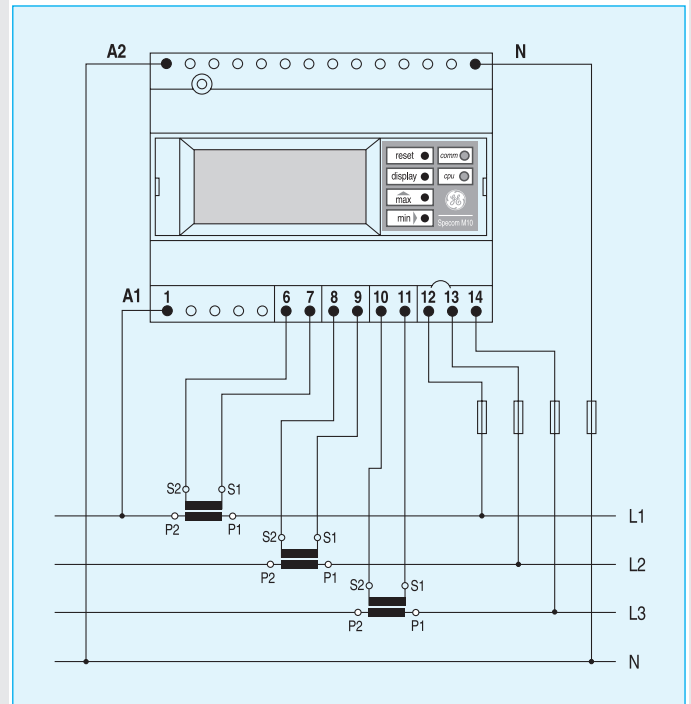 A2 N
reset comm
display cpu
max
min
Specom M10
A1 1 6 7 8 9 10 11 12 13 14
S2 S1
P2 P1 L1
S2 S1
P2 P1 L2
S2 S1
P2 P1 L3
N